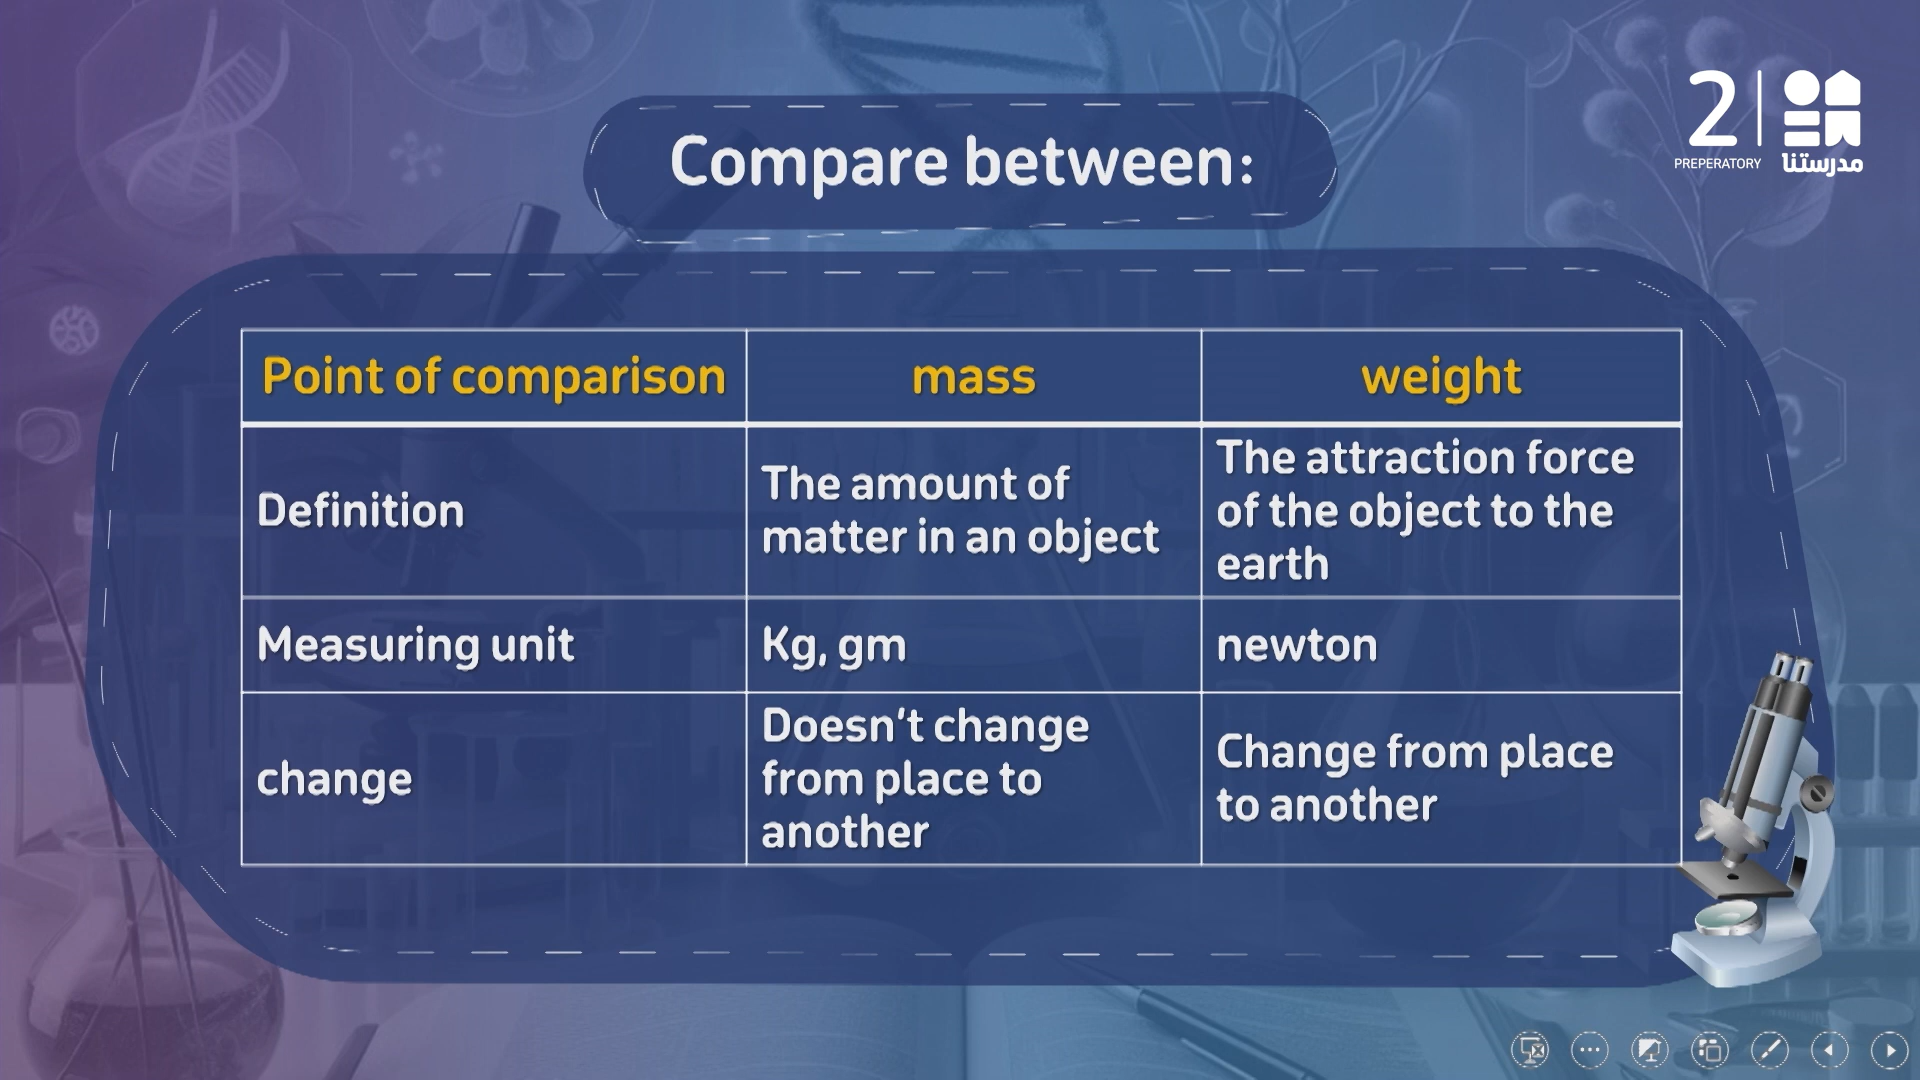 2
PREPERATORY
مدرستنا
Compare between:
Point of comparison
mass
weight
Definition
The amount of
matter in an object
The attraction force
of the object to the
earth
Measuring unit
Kg, gm
newton
change
Doesn't change
from place to
another
Change from place
to another